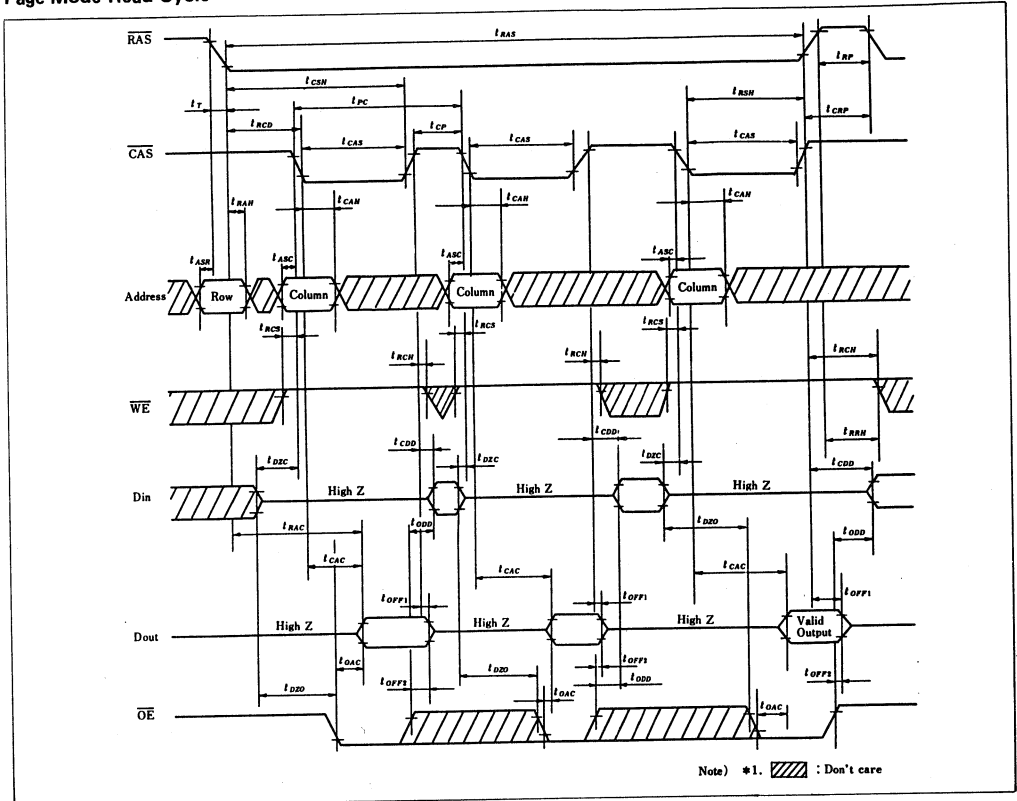 Page Mode Read Cycle
RAS
tRAS
tRP
tCSH
tT
tPC
tRSH
tCRP
tRCD
tCP
CAS
tCAS
tCAS
tCAS
tRAH
tCAH
tCAH
tCAH
tASR
tASC
tASC
tASC
Address
Row
Column
Column
Column
tRCS
tRCS
tRCS
tRCH
tRCH
tRCH
WE
tRRH
tCDD
tCDD
tCDD
tDZC
tDZC
tDZC
Din
High Z
High Z
High Z
tRAC
tODD
tDZO
tODD
tCAC
tCAC
tCAC
tOFF1
tOFF1
tOFF1
Dout
High Z
High Z
High Z
Valid Output
tOAC
tOFF2
tOFF2
tOFF2
tDZO
tDZO
tODD
tOAC
tOAC
OE
Note) *1. : Don't care